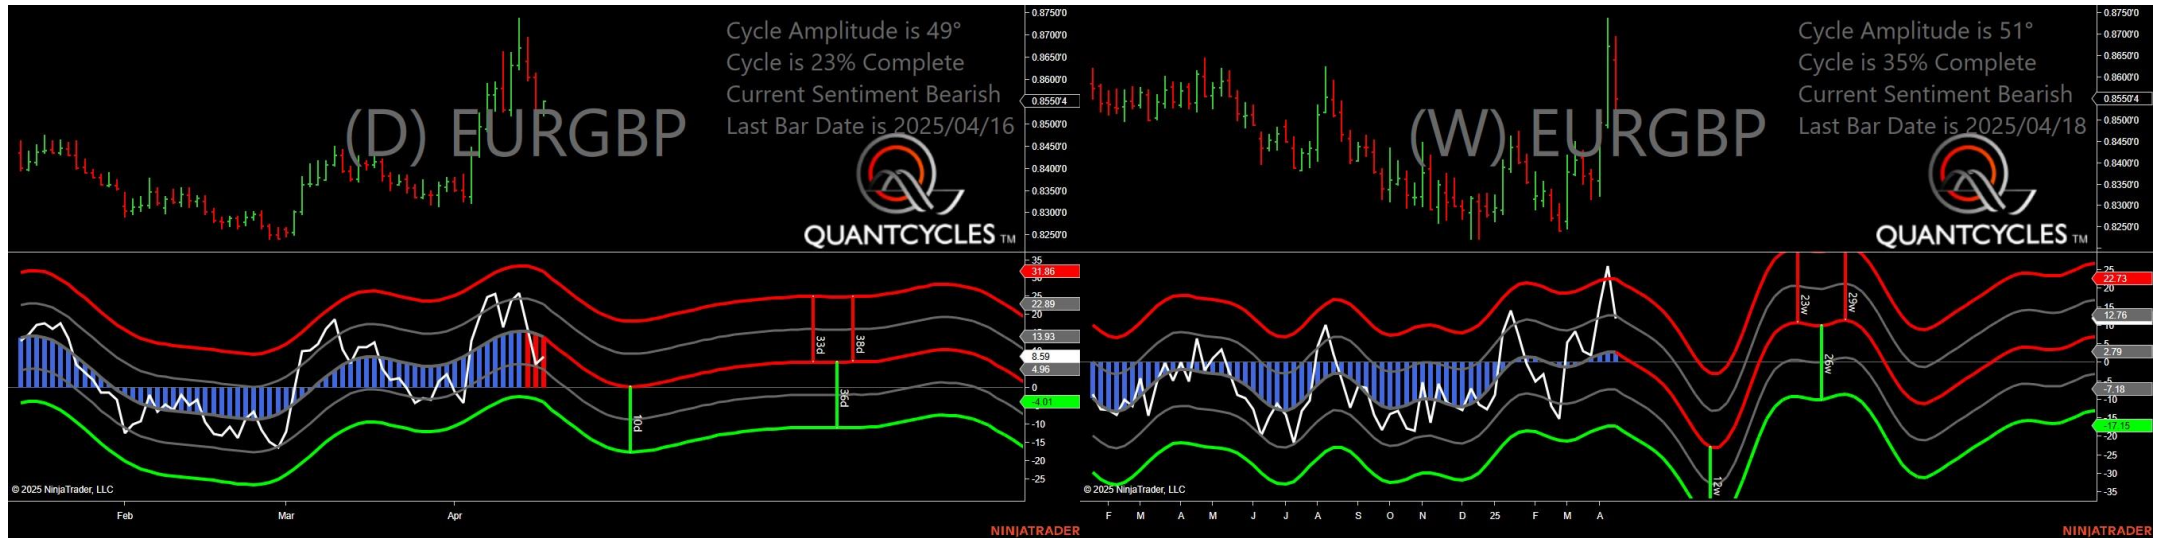 Cycle Amplitude is 49°
Cycle is 23% Complete
Current Sentiment Bearish
Last Bar Date is 2025/04/16
(D) EURGBP
QUANTCYCLES TM
0.8750'0
0.8700'0
0.8650'0
0.8600'0
0.8550'4
0.8500'0
0.8450'0
0.8400'0
0.8350'0
0.8300'0
0.8250'0
35
31.86
25
22.89
20
13.93
8.59
4.96
0
-4.01
-10
-15
-20
-25
10d
33d
36d
38d
© 2025 NinjaTrader, LLC
Feb
Mar
Apr
NINJATRADER
Cycle Amplitude is 51°
Cycle is 35% Complete
Current Sentiment Bearish
Last Bar Date is 2025/04/18
(W) EURGBP
QUANTCYCLES TM
0.8750'0
0.8700'0
0.8650'0
0.8600'0
0.8550'4
0.8500'0
0.8450'0
0.8400'0
0.8350'0
0.8300'0
0.8250'0
25
22.73
20
15
12.76
10
2.79
0
-5
-7.18
-10
-17.15
-20
-25
-30
-35
12w
23w
26w
29w
© 2025 NinjaTrader, LLC
F
M
A
M
J
J
A
S
O
N
D
25
F
M
A
NINJATRADER